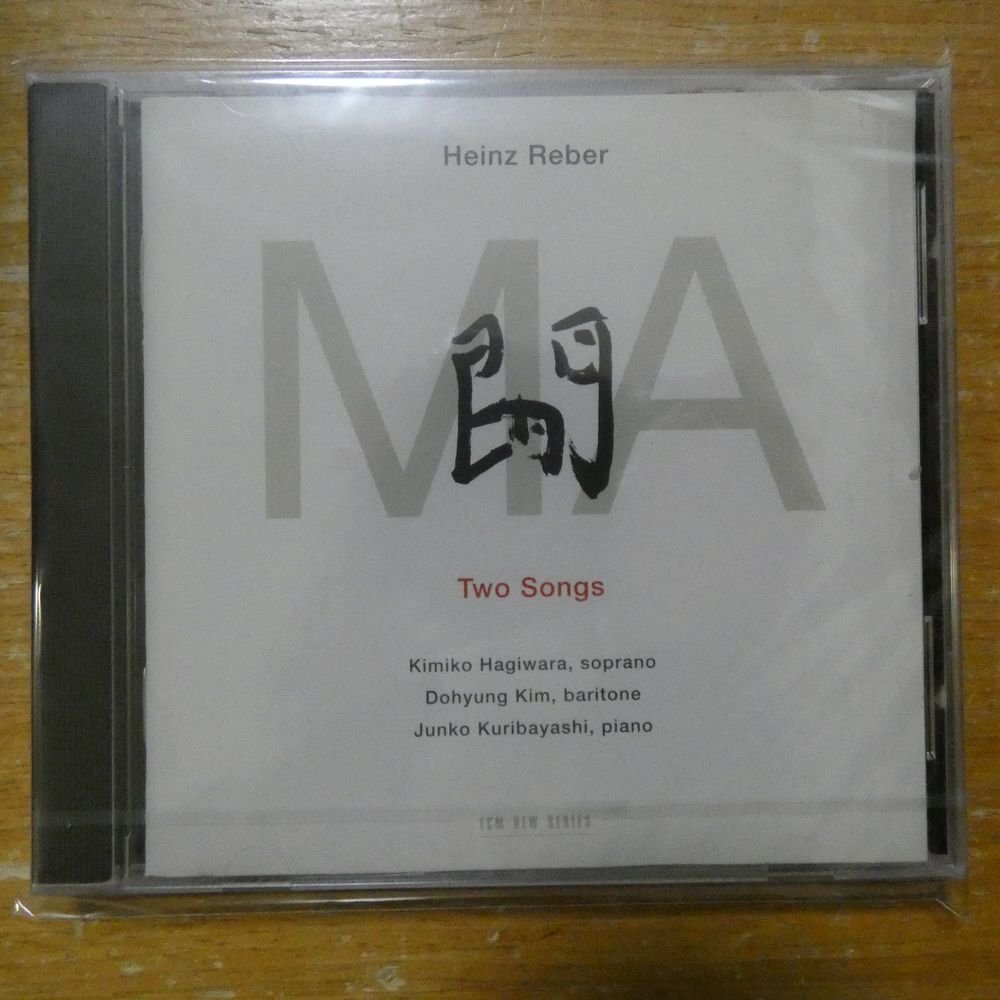 Heinz Reber
MA
間
Two Songs
Kimiko Hagiwara, soprano
Dohyung Kim, baritone
Junko Kuribayashi, piano
ECM NEW SERIES